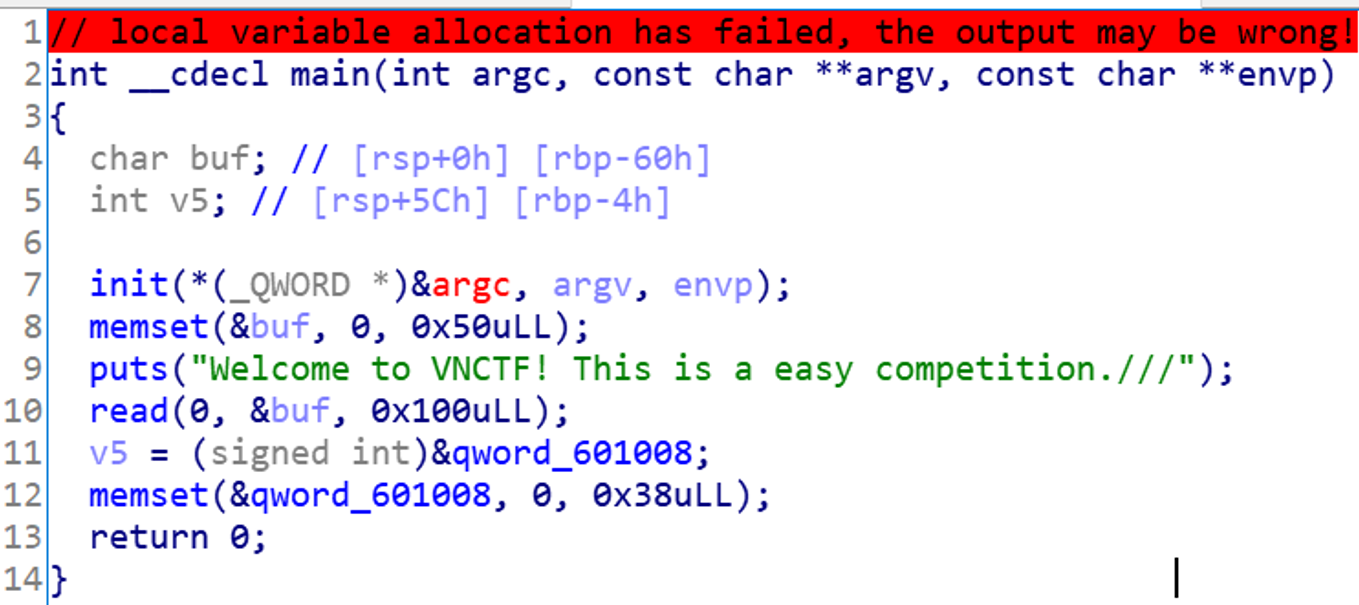 1 // local variable allocation has failed, the output may be wrong!
2 int __cdecl main(int argc, const char **argv, const char **envp)
3 {
4   char buf; // [rsp+0h] [rbp-60h]
5   int v5; // [rsp+5Ch] [rbp-4h]
6
7   init(*(_QWORD *)&argc, argv, envp);
8   memset(&buf, 0, 0x50uLL);
9   puts("Welcome to VNCTF! This is a easy competition.///");
10   read(0, &buf, 0x100uLL);
11   v5 = (signed int)&qword_601008;
12   memset(&qword_601008, 0, 0x38uLL);
13   return 0;
14 }